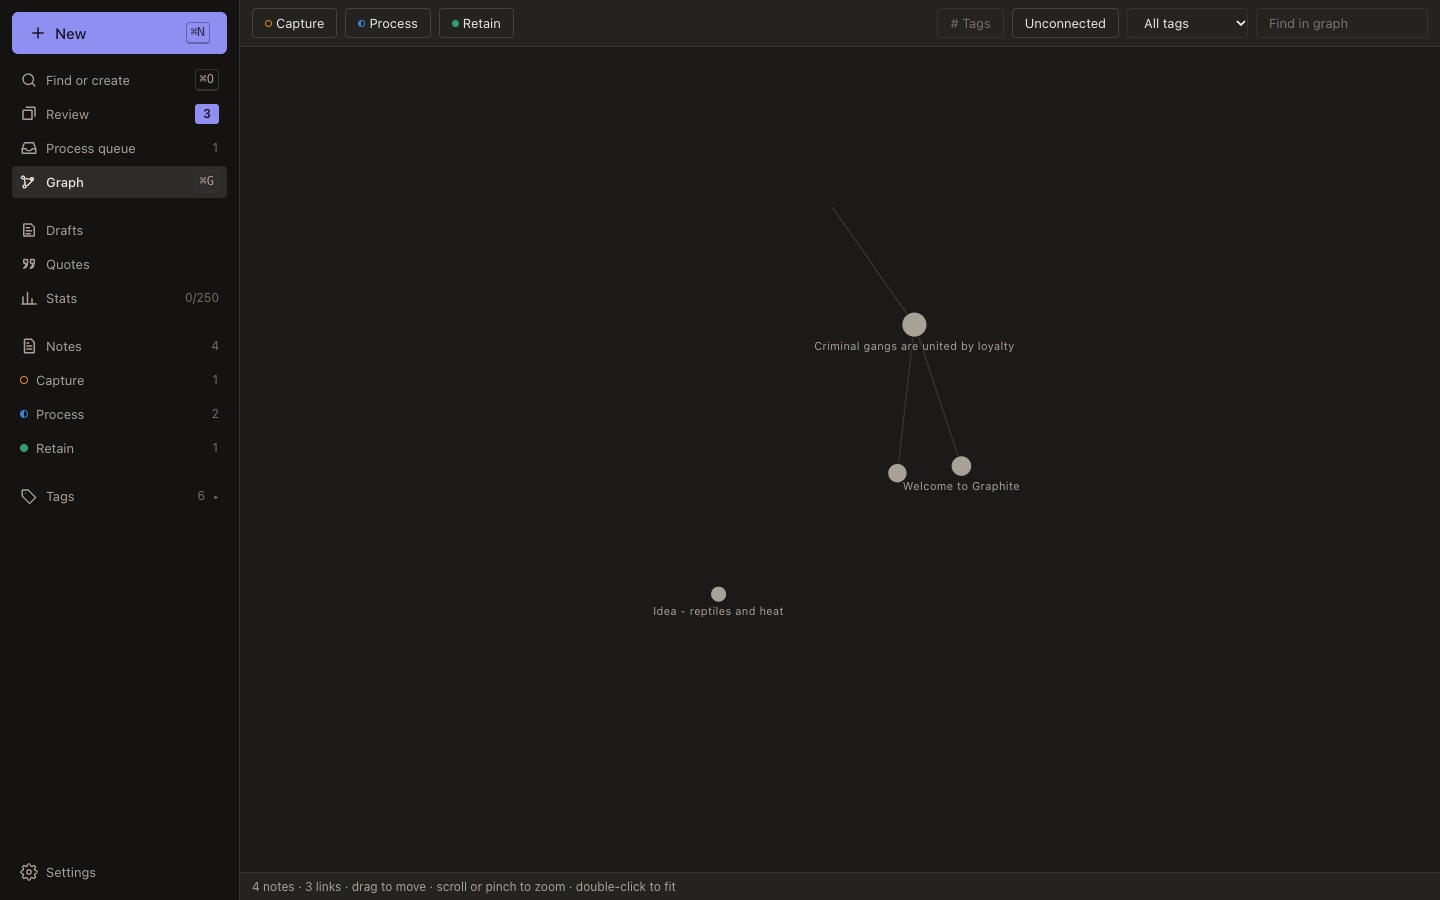 New ⌘N
Find or create ⌘O
Review 3
Process queue 1
Graph ⌘G
Drafts
Quotes
Stats 0/250
Notes 4
Capture 1
Process 2
Retain 1
Tags 6
Settings
Capture Process Retain # Tags Unconnected All tags Find in graph
Criminal gangs are united by loyalty
Welcome to Graphite
Idea - reptiles and heat
4 notes · 3 links · drag to move · scroll or pinch to zoom · double-click to fit